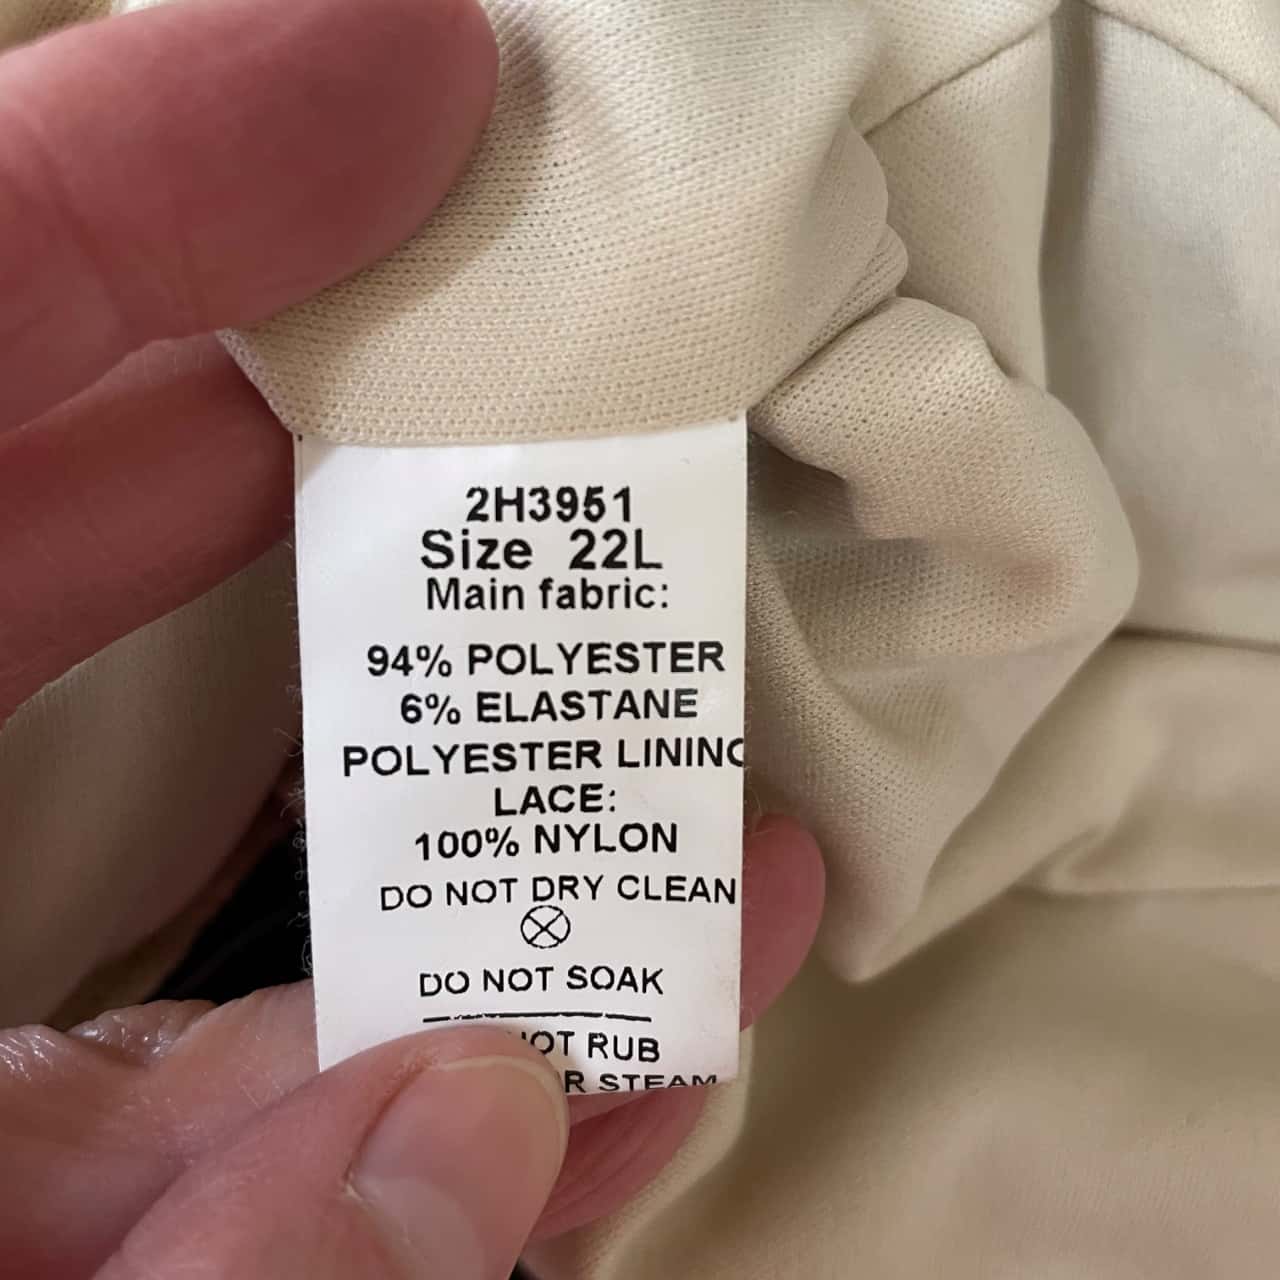 2H3951
Size 22L
Main fabric:
94% POLYESTER
6% ELASTANE
POLYESTER LINING
LACE:
100% NYLON
DO NOT DRY CLEAN
DO NOT SOAK
RUB
STEAM